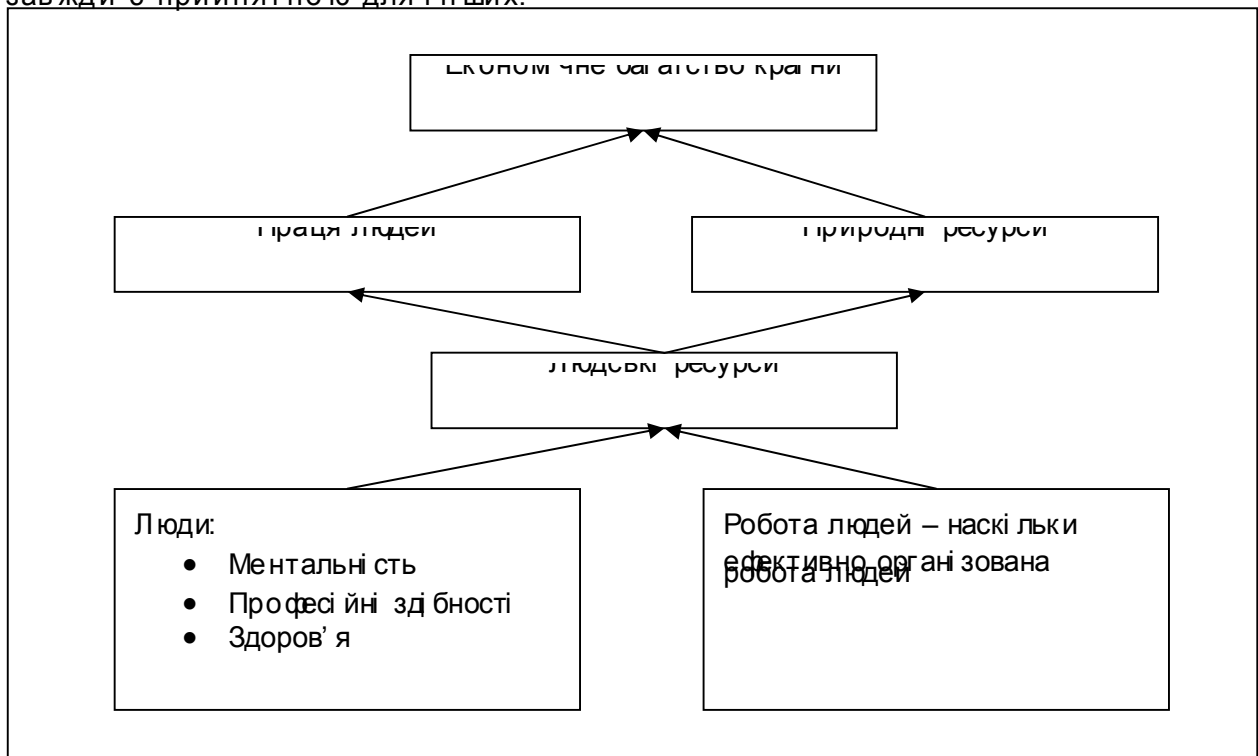 завжди є прийнятною для інших.
Економічне багатство країни
Праця людей
Природні ресурси
Людські ресурси
Люди:
• Ментальність
• Професійні здібності
• Здоров’я
Робота людей – наскільки
ефективно організована
робота людей